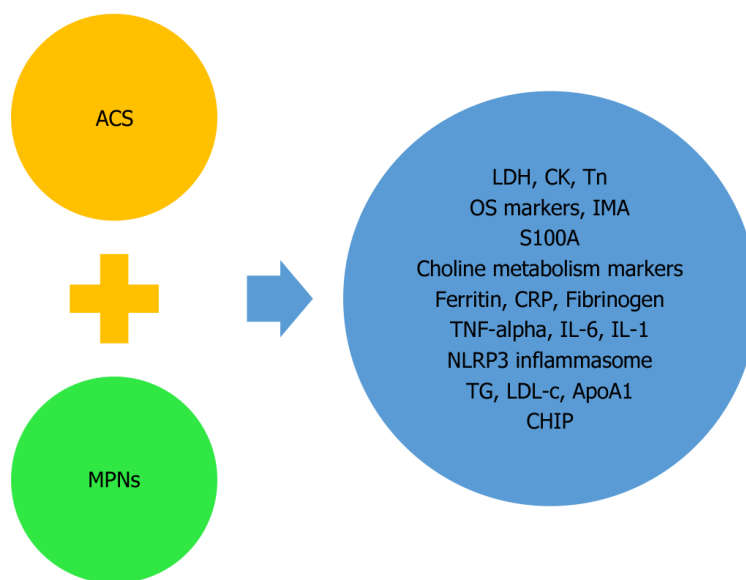 ACS
MPNs
LDH, CK, Tn
OS markers, IMA
S100A
Choline metabolism markers
Ferritin, CRP, Fibrinogen
TNF-alpha, IL-6, IL-1
NLRP3 inflammasome
TG, LDL-c, ApoA1
CHIP